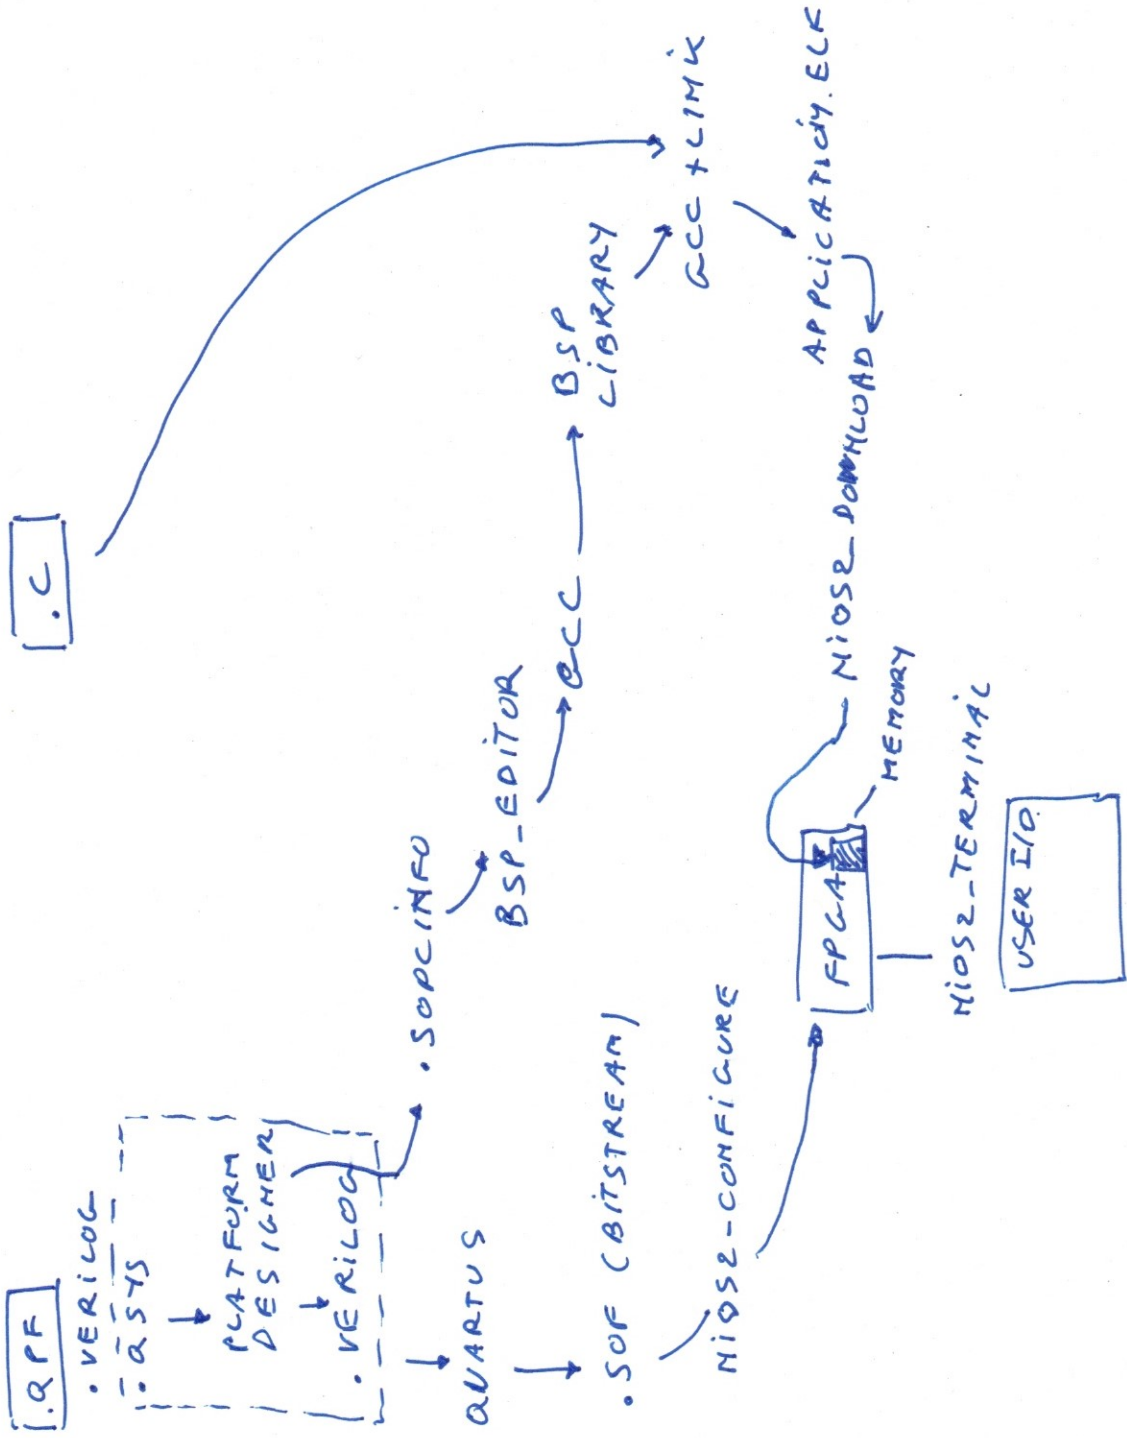 .QPF
.VERILOG
.QSYS
PLATFORM
DESIGNER
.VERILOG
QUARTUS
.SOF (BITSTREAM)
NIOS2-CONFIGURE
.SOPCINFO
BSP_EDITOR
GCC
BSP
LIBRARY
.C
GCC + LINK
APPLICATION.ELF
NIOS2_DOWNLOAD
FPGA
MEMORY
NIOS2_TERMINAL
USER I/O